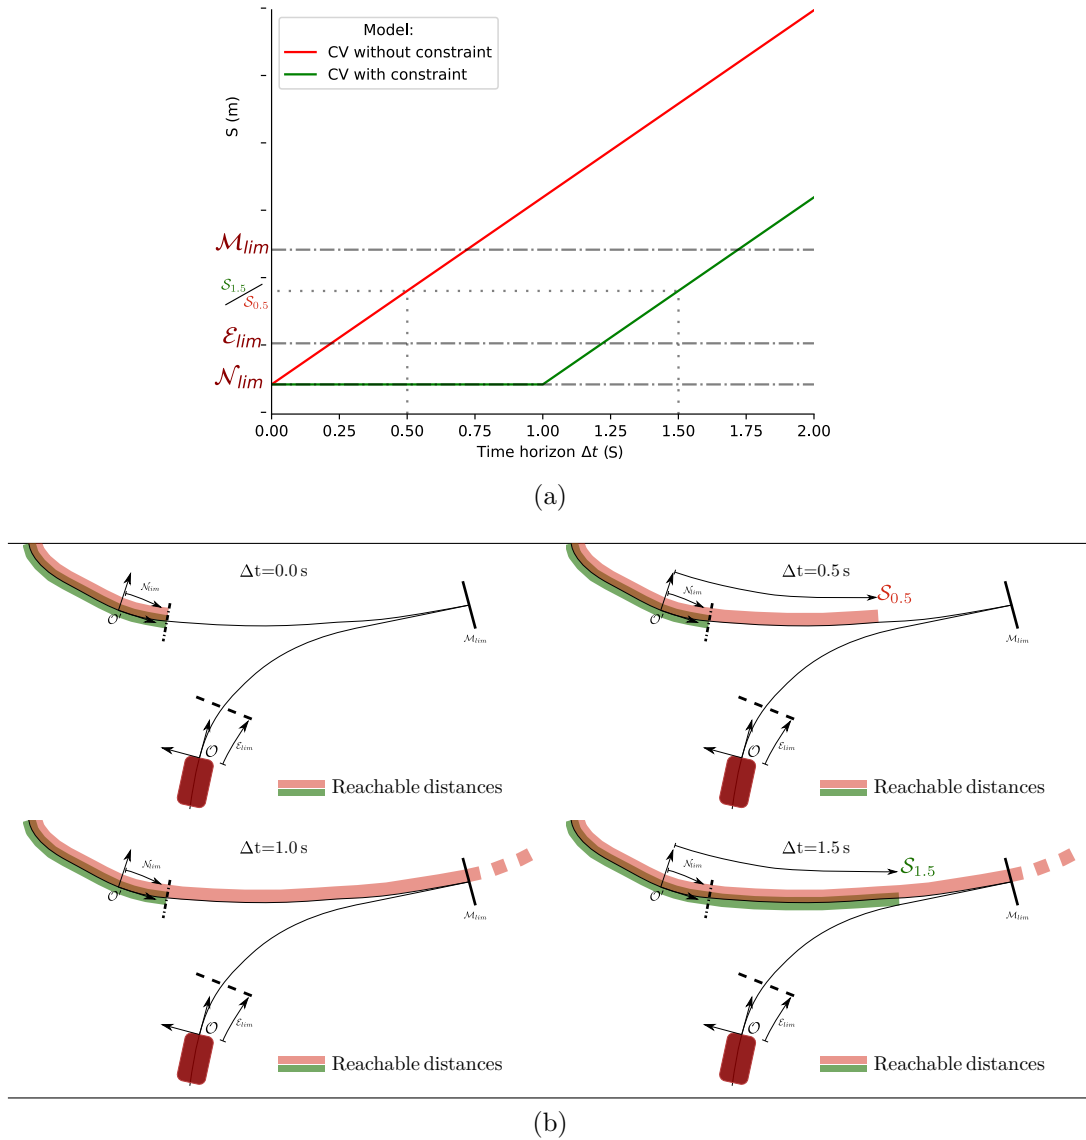 Model:
CV without constraint
CV with constraint
S (m)
𝓜lim
𝒮1.5
𝒮0.5
ℰlim
𝒩lim
0.00 0.25 0.50 0.75 1.00 1.25 1.50 1.75 2.00
Time horizon Δt (S)
(a)
Δt=0.0 s
𝒩lim
𝒪'
ℳlim
𝒪
ℰlim
Reachable distances
Δt=0.5 s
𝒮0.5
𝒩lim
𝒪'
ℳlim
𝒪
ℰlim
Reachable distances
Δt=1.0 s
𝒩lim
𝒪'
ℳlim
𝒪
ℰlim
Reachable distances
Δt=1.5 s
𝒮1.5
𝒩lim
𝒪'
ℳlim
𝒪
ℰlim
Reachable distances
(b)